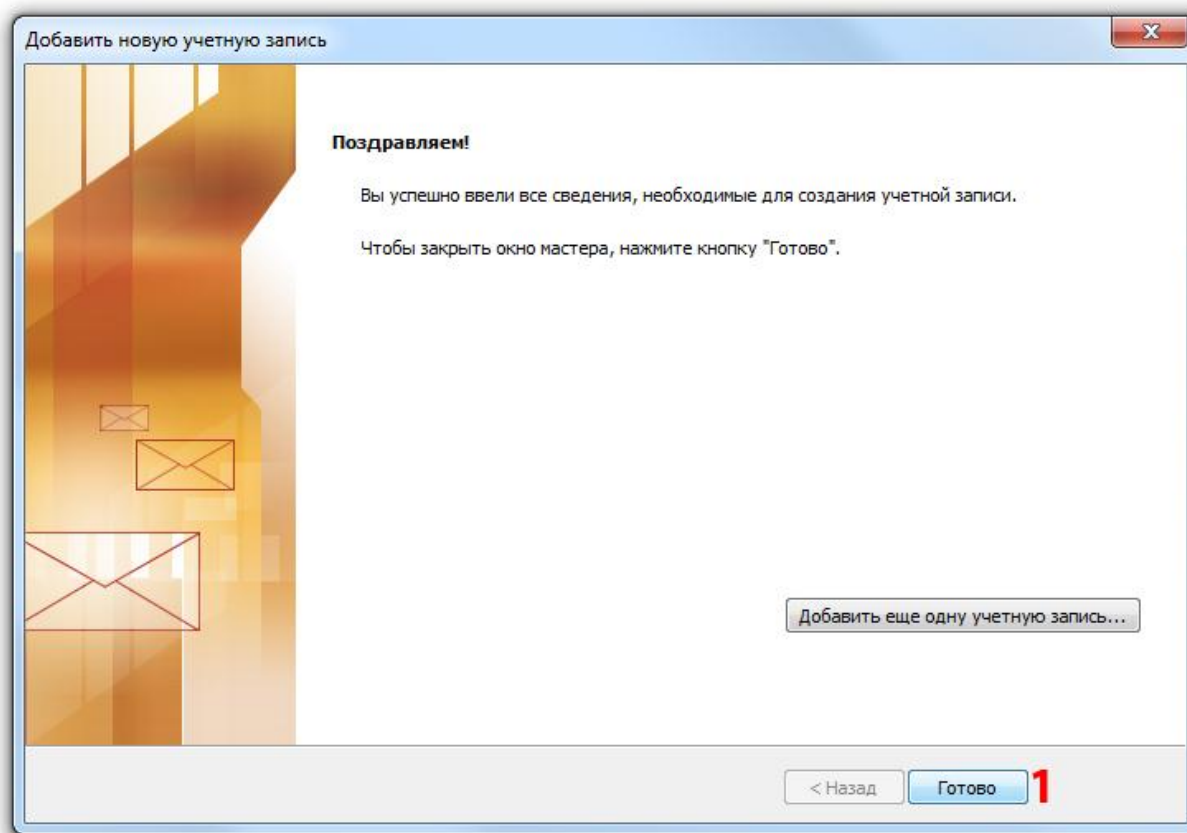 Добавить новую учетную запись
Поздравляем!
Вы успешно ввели все сведения, необходимые для создания учетной записи.
Чтобы закрыть окно мастера, нажмите кнопку "Готово".
Добавить еще одну учетную запись...
< Назад Готово 1